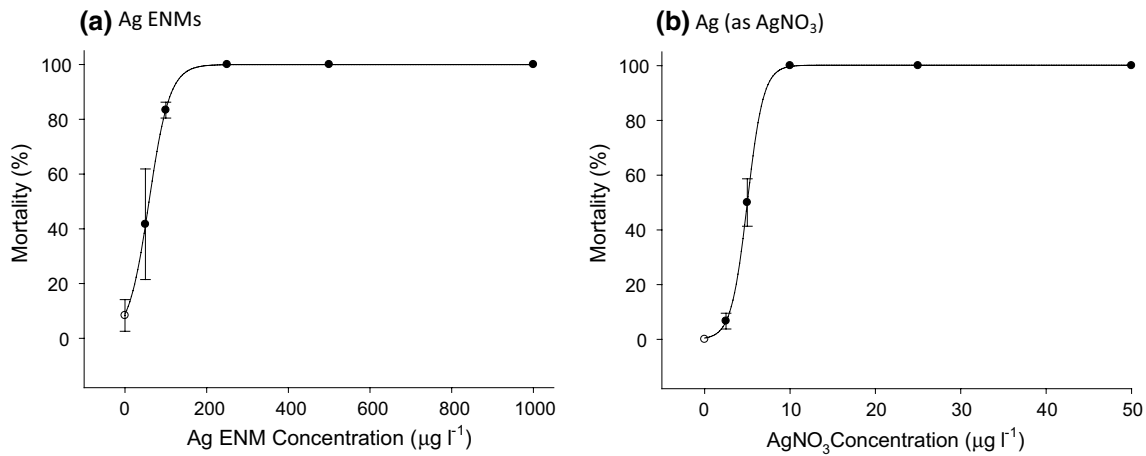 (a) Ag ENMs
100
80
60
40
20
0
Mortality (%)
0 200 400 600 800 1000
Ag ENM Concentration (µg l⁻¹)
(b) Ag (as AgNO₃)
100
80
60
40
20
0
Mortality (%)
0 10 20 30 40 50
AgNO₃Concentration (µg l⁻¹)